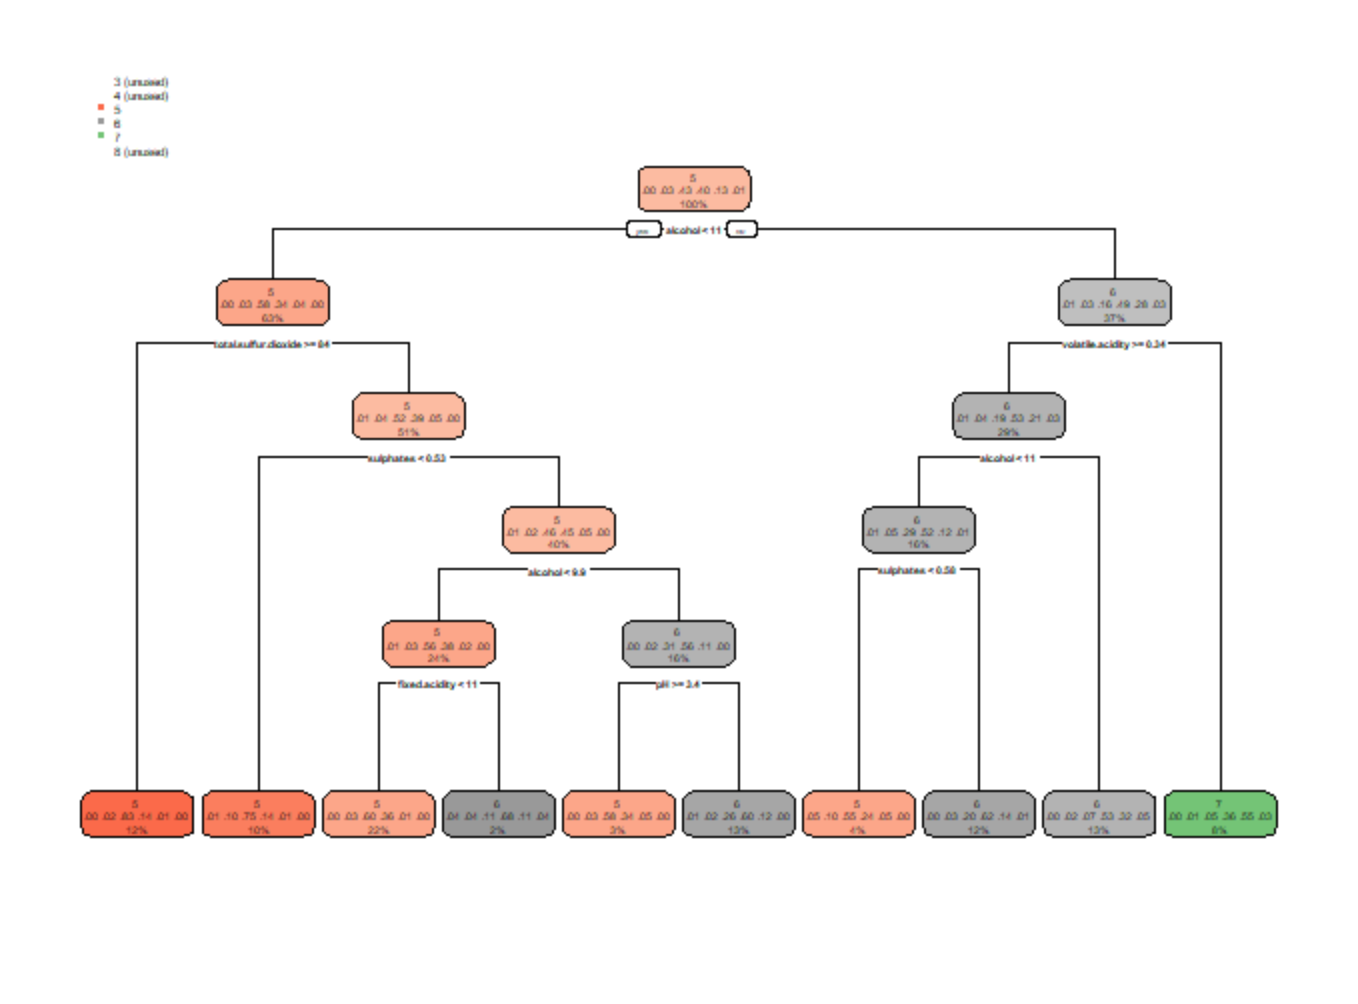 3 (unused)
4 (unused)
5
6
7
8 (unused)
5
.00 .03 .43 .40 .13 .01
100%
yes alcohol < 11 no
5
.00 .03 .58 .34 .04 .00
63%
6
.01 .03 .16 .49 .28 .03
37%
total.sulfur.dioxide >= 84
volatile.acidity >= 0.34
5
.01 .04 .52 .39 .05 .00
51%
6
.01 .04 .19 .53 .21 .03
29%
sulphates < 0.53
alcohol < 11
5
.01 .02 .46 .45 .05 .00
40%
6
.01 .05 .29 .52 .12 .01
16%
alcohol < 9.9
sulphates < 0.58
5
.01 .03 .56 .38 .02 .00
24%
6
.00 .02 .31 .56 .11 .00
16%
fixed.acidity < 11
pH >= 3.4
5
.00 .02 .83 .14 .01 .00
12%
5
.01 .10 .75 .14 .01 .00
10%
5
.00 .03 .60 .36 .01 .00
22%
6
.04 .04 .11 .68 .11 .04
2%
5
.00 .03 .58 .34 .05 .00
3%
6
.01 .02 .26 .60 .12 .00
13%
5
.05 .10 .55 .24 .05 .00
4%
6
.00 .03 .20 .62 .14 .01
12%
6
.00 .02 .07 .53 .32 .05
13%
7
.00 .01 .05 .36 .55 .03
8%